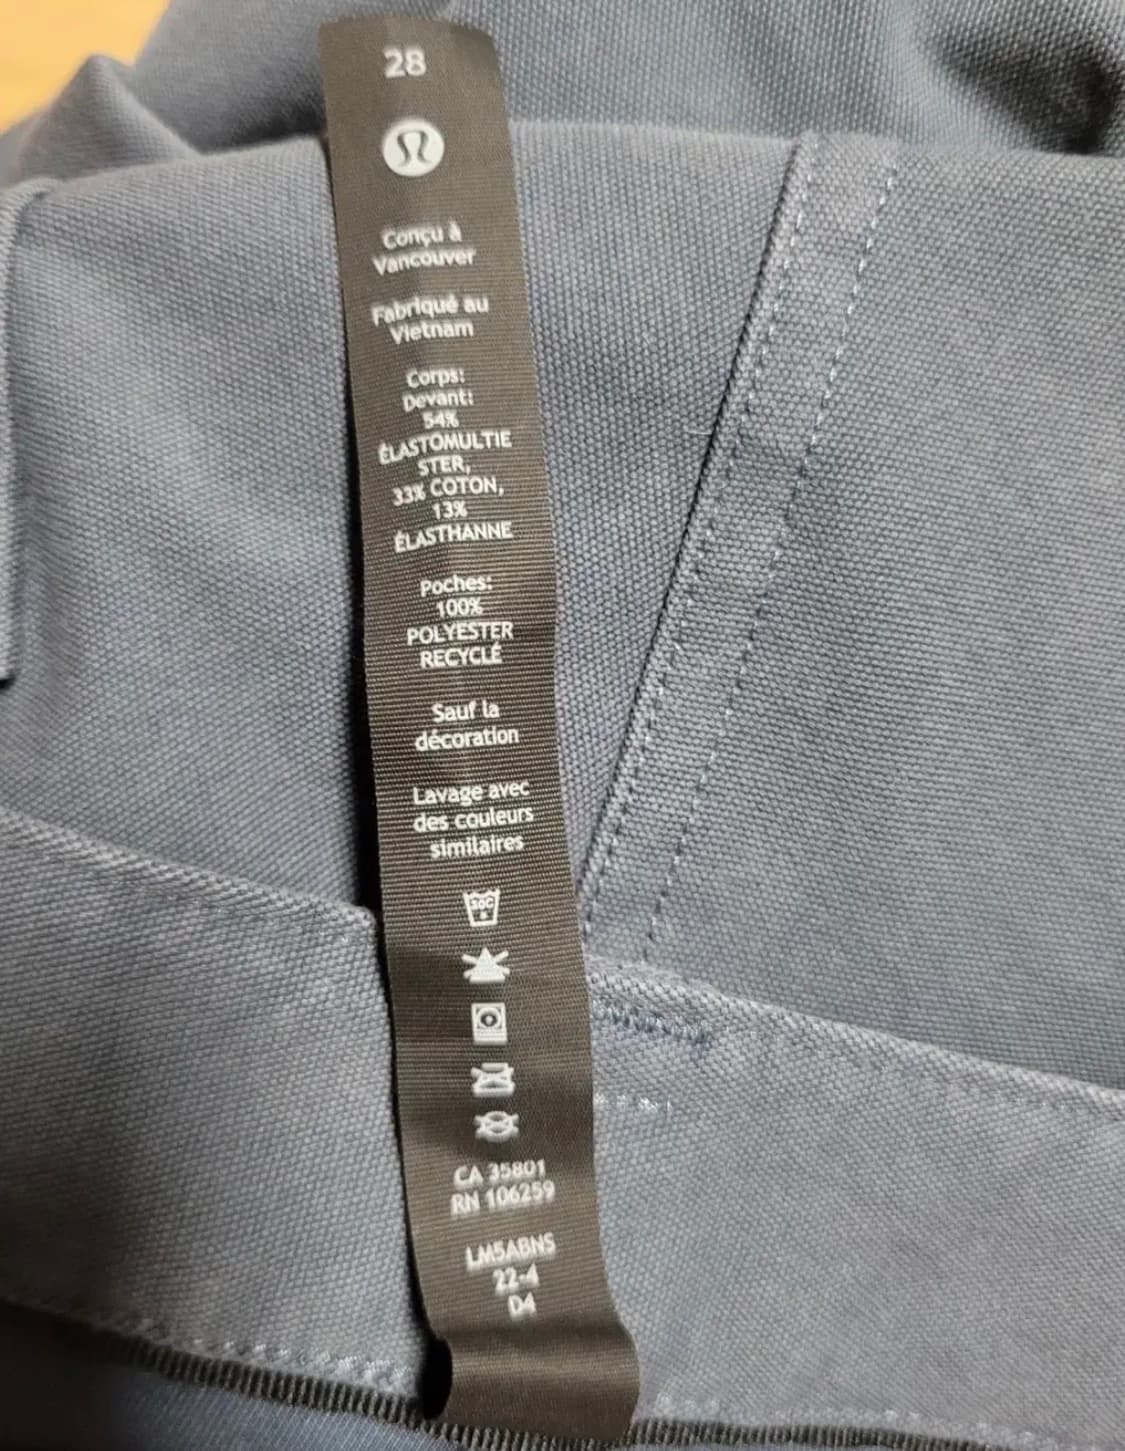 28
Conçu à
Vancouver
Fabriqué au
Vietnam
Corps:
Devant:
54%
ÉLASTOMULTIE
STER,
33% COTON,
13%
ÉLASTHANNE
Poches:
100%
POLYESTER
RECYCLÉ
Sauf la
décoration
Lavage avec
des couleurs
similaires
CA 35801
RN 106259
LM5ABNS
22-4
D4